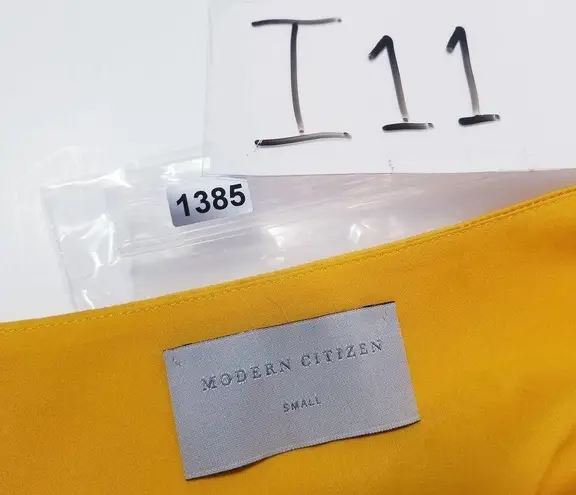 I11
1385
MODERN CITIZEN
SMALL